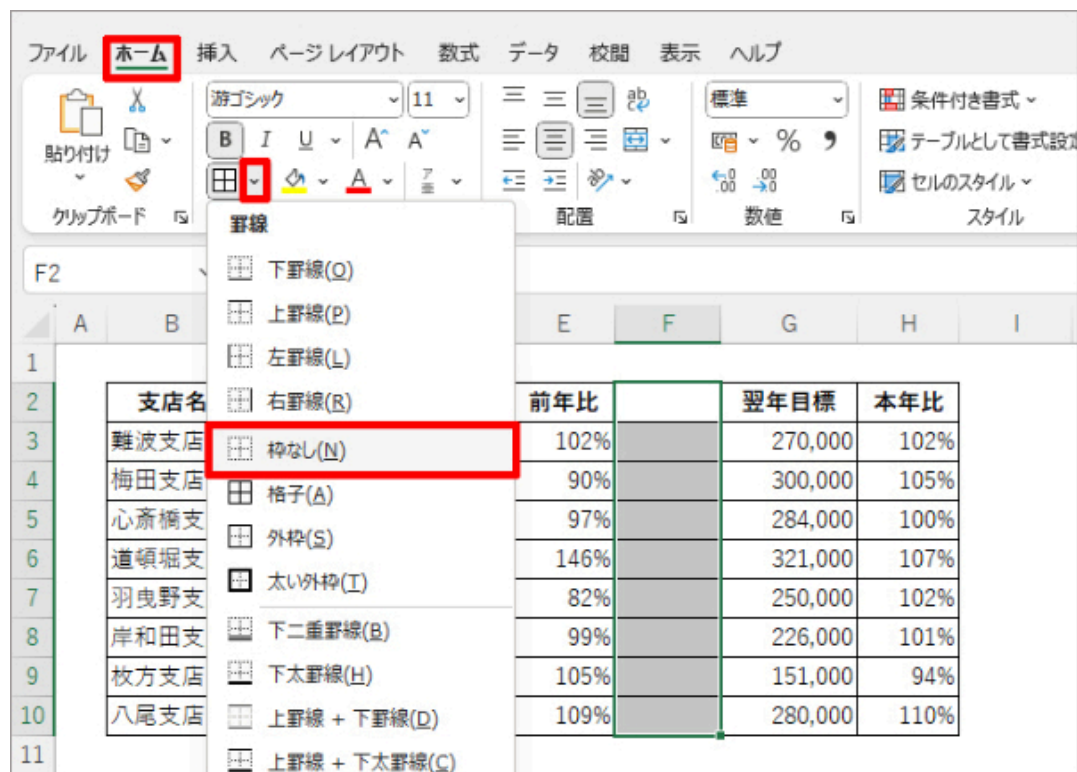 ファイル ホーム 挿入 ページ レイアウト 数式 データ 校閲 表示 ヘルプ
游ゴシック 11 標準 条件付き書式
貼り付け B I U A A % テーブルとして書式設定
A セルのスタイル
クリップボード 配置 数値 スタイル
罫線
F2
下罫線(O)
上罫線(P)
左罫線(L)
右罫線(R)
枠なし(N)
格子(A)
外枠(S)
太い外枠(T)
下二重罫線(B)
下太罫線(H)
上罫線 + 下罫線(D)
上罫線 + 下太罫線(C)
A B E F G H I
1
2 支店名 前年比 翌年目標 本年比
3 難波支店 102% 270,000 102%
4 梅田支店 90% 300,000 105%
5 心斎橋支 97% 284,000 100%
6 道頓堀支 146% 321,000 107%
7 羽曳野支 82% 250,000 102%
8 岸和田支 99% 226,000 101%
9 枚方支店 105% 151,000 94%
10 八尾支店 109% 280,000 110%
11